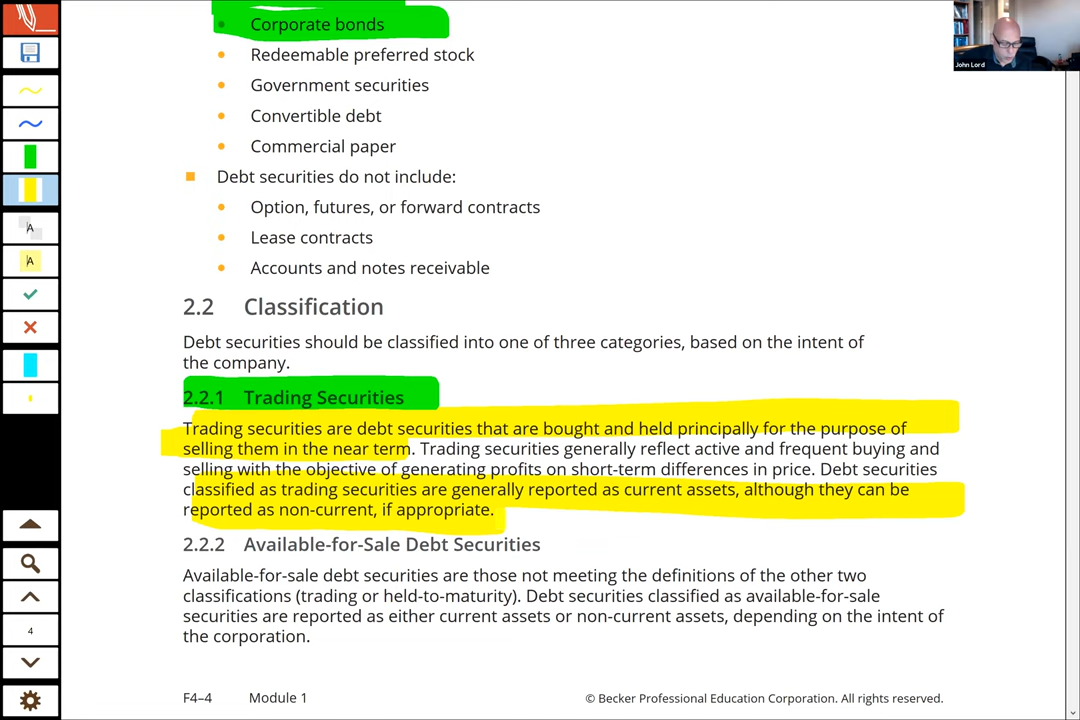 Corporate bonds
Redeemable preferred stock
Government securities
Convertible debt
Commercial paper
Debt securities do not include:
Option, futures, or forward contracts
Lease contracts
Accounts and notes receivable
2.2 Classification
Debt securities should be classified into one of three categories, based on the intent of
the company.
2.2.1 Trading Securities
Trading securities are debt securities that are bought and held principally for the purpose of
selling them in the near term. Trading securities generally reflect active and frequent buying and
selling with the objective of generating profits on short-term differences in price. Debt securities
classified as trading securities are generally reported as current assets, although they can be
reported as non-current, if appropriate.
2.2.2 Available-for-Sale Debt Securities
Available-for-sale debt securities are those not meeting the definitions of the other two
classifications (trading or held-to-maturity). Debt securities classified as available-for-sale
securities are reported as either current assets or non-current assets, depending on the intent of
the corporation.
F4–4 Module 1 © Becker Professional Education Corporation. All rights reserved.
John Lord
A
A
4